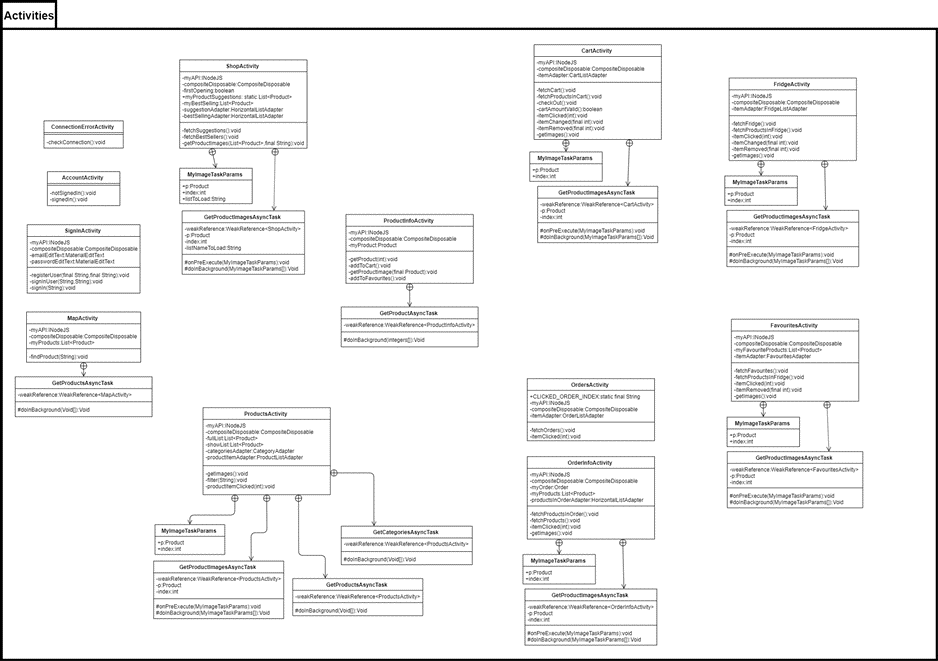 Activities
ConnectionErrorActivity
-checkConnection():void
AccountActivity
-notSignedIn():void
-signedIn():void
SignInActivity
-myAPI:INodeJS
-compositeDisposable:CompositeDisposable
-emailEditText:MaterialEditText
-passwordEditText:MaterialEditText
-registerUser(final String,final String):void
-signInUser(String,String):void
-signIn(String):void
MapActivity
-myAPI:INodeJS
-compositeDisposable:CompositeDisposable
-myProducts:List<Product>
-findProduct(String):void
GetProductsAsyncTask
-weakReference:WeakReference<MapActivity>
#doInBackground(Void[]):Void
ShopActivity
-myAPI:INodeJS
-compositeDisposable:CompositeDisposable
-firstOpening:boolean
+myProductSuggestions: static List<Product>
-myBestSelling:List<Product>
-suggestionAdapter:HorizontalListAdapter
-bestSellingAdapter:HorizontalListAdapter
-fetchSuggestions():void
-fetchBestSellers():void
-getProductImages(List<Product>,final String):void
MyImageTaskParams
+p:Product
+index:int
+listToLoad:String
GetProductImagesAsyncTask
-weakReference:WeakReference<ShopActivity>
-p:Product
-index:int
-listNameToLoad:String
#onPreExecute(MyImageTaskParams):void
#doInBackground(MyImageTaskParams[]):Void
ProductInfoActivity
-myAPI:INodeJS
-compositeDisposable:CompositeDisposable
-myProduct:Product
-getProduct(int):void
-addToCart():void
-getProductImage(final Product):void
-addToFavourites():void
GetProductAsyncTask
-weakReference:WeakReference<ProductInfoActivity>
#doInBackground(Integers[]):Void
ProductsActivity
-myAPI:INodeJS
-compositeDisposable:CompositeDisposable
-fullList:List<Product>
-showList:List<Product>
-categoriesAdapter:CategoryAdapter
-productItemAdapter:ProductListAdapter
-getImages():void
-filter(String):void
-productItemClicked(int):void
MyImageTaskParams
+p:Product
+index:int
GetProductImagesAsyncTask
-weakReference:WeakReference<ProductsActivity>
-p:Product
-index:int
#onPreExecute(MyImageTaskParams):void
#doInBackground(MyImageTaskParams[]):Void
GetProductsAsyncTask
-weakReference:WeakReference<ProductsActivity>
#doInBackground(Void[]):Void
GetCategoriesAsyncTask
-weakReference:WeakReference<ProductsActivity>
#doInBackground(Void[]):Void
CartActivity
-myAPI:INodeJS
-compositeDisposable:CompositeDisposable
-itemAdapter:CartListAdapter
-fetchCart():void
-fetchProductsInCart():void
-checkOut():void
-cartAmountValid():boolean
-itemClicked(int):void
-itemChanged(final int):void
-itemRemoved(final int):void
-getImages():void
MyImageTaskParams
+p:Product
+index:int
GetProductImagesAsyncTask
-weakReference:WeakReference<CartActivity>
-p:Product
-index:int
#onPreExecute(MyImageTaskParams):void
#doInBackground(MyImageTaskParams[]):Void
OrdersActivity
+CLICKED_ORDER_INDEX:static final String
-myAPI:INodeJS
-compositeDisposable:CompositeDisposable
-itemAdapter:OrderListAdapter
-fetchOrders():void
-itemClicked(int):void
OrderInfoActivity
-myAPI:INodeJS
-compositeDisposable:CompositeDisposable
-myOrder:Order
-myProducts:List<Product>
-productsInOrderAdapter:HorizontalListAdapter
-fetchProductsInOrder():void
-fetchProducts():void
-itemClicked(int):void
-getImages():void
MyImageTaskParams
+p:Product
+index:int
GetProductImagesAsyncTask
-weakReference:WeakReference<OrderInfoActivity>
-p:Product
-index:int
#onPreExecute(MyImageTaskParams):void
#doInBackground(MyImageTaskParams[]):Void
FridgeActivity
-myAPI:INodeJS
-compositeDisposable:CompositeDisposable
-itemAdapter:FridgeListAdapter
-fetchFridge():void
-fetchProductsInFridge():void
-itemClicked(int):void
-itemChanged(final int):void
-itemRemoved(final int):void
-getImages():void
MyImageTaskParams
+p:Product
+index:int
GetProductImagesAsyncTask
-weakReference:WeakReference<FridgeActivity>
-p:Product
-index:int
#onPreExecute(MyImageTaskParams):void
#doInBackground(MyImageTaskParams[]):Void
FavouritesActivity
-myAPI:INodeJS
-compositeDisposable:CompositeDisposable
-myFavouriteProducts:List<Product>
-itemAdapter:FavouritesAdapter
-fetchFavourites():void
-fetchProductsInFridge():void
-itemClicked(int):void
-itemRemoved(final int):void
-getImages():void
MyImageTaskParams
+p:Product
+index:int
GetProductImagesAsyncTask
-weakReference:WeakReference<FavouritesActivity>
-p:Product
-index:int
#onPreExecute(MyImageTaskParams):void
#doInBackground(MyImageTaskParams[]):Void